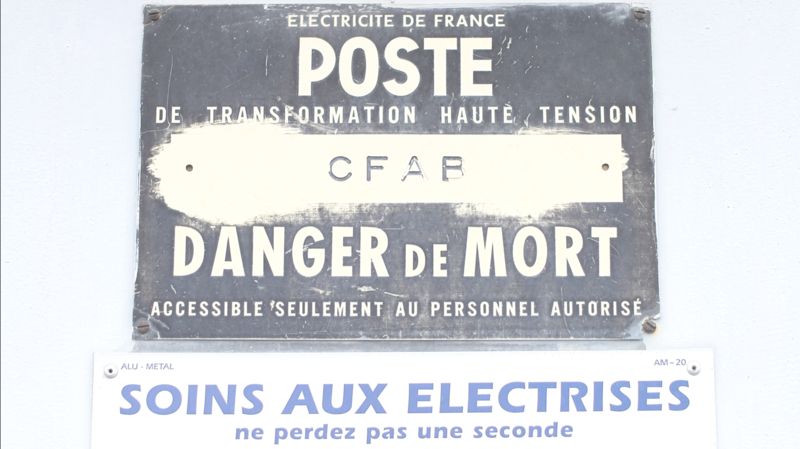 ELECTRICITE DE FRANCE
POSTE
DE TRANSFORMATION HAUTE TENSION
CFAB
DANGER DE MORT
ACCESSIBLE SEULEMENT AU PERSONNEL AUTORISÉ
ALU - METAL AM - 20
SOINS AUX ELECTRISES
ne perdez pas une seconde